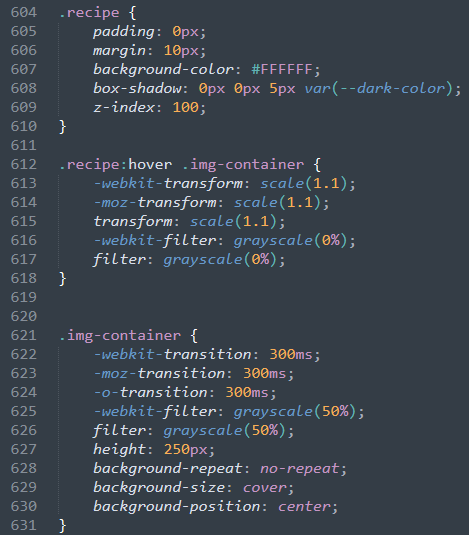 604 .recipe {
605     padding: 0px;
606     margin: 10px;
607     background-color: #FFFFFF;
608     box-shadow: 0px 0px 5px var(--dark-color);
609     z-index: 100;
610 }
611
612 .recipe:hover .img-container {
613     -webkit-transform: scale(1.1);
614     -moz-transform: scale(1.1);
615     transform: scale(1.1);
616     -webkit-filter: grayscale(0%);
617     filter: grayscale(0%);
618 }
619
620
621 .img-container {
622     -webkit-transition: 300ms;
623     -moz-transition: 300ms;
624     -o-transition: 300ms;
625     -webkit-filter: grayscale(50%);
626     filter: grayscale(50%);
627     height: 250px;
628     background-repeat: no-repeat;
629     background-size: cover;
630     background-position: center;
631 }